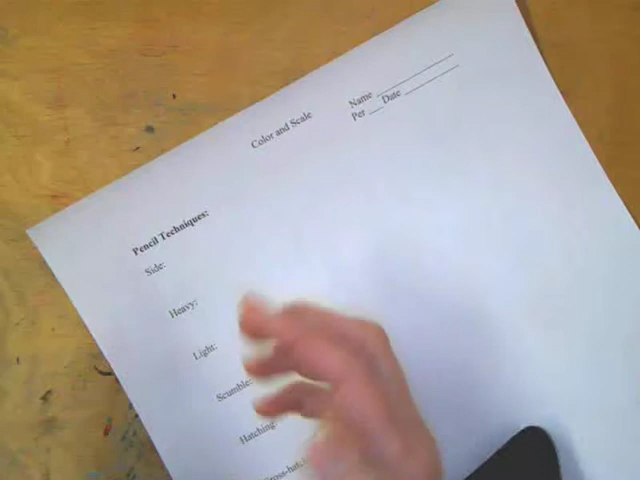 Name
Per Date
Color and Scale
Pencil Techniques:
Side:
Heavy:
Light:
Scumble:
Hatching: